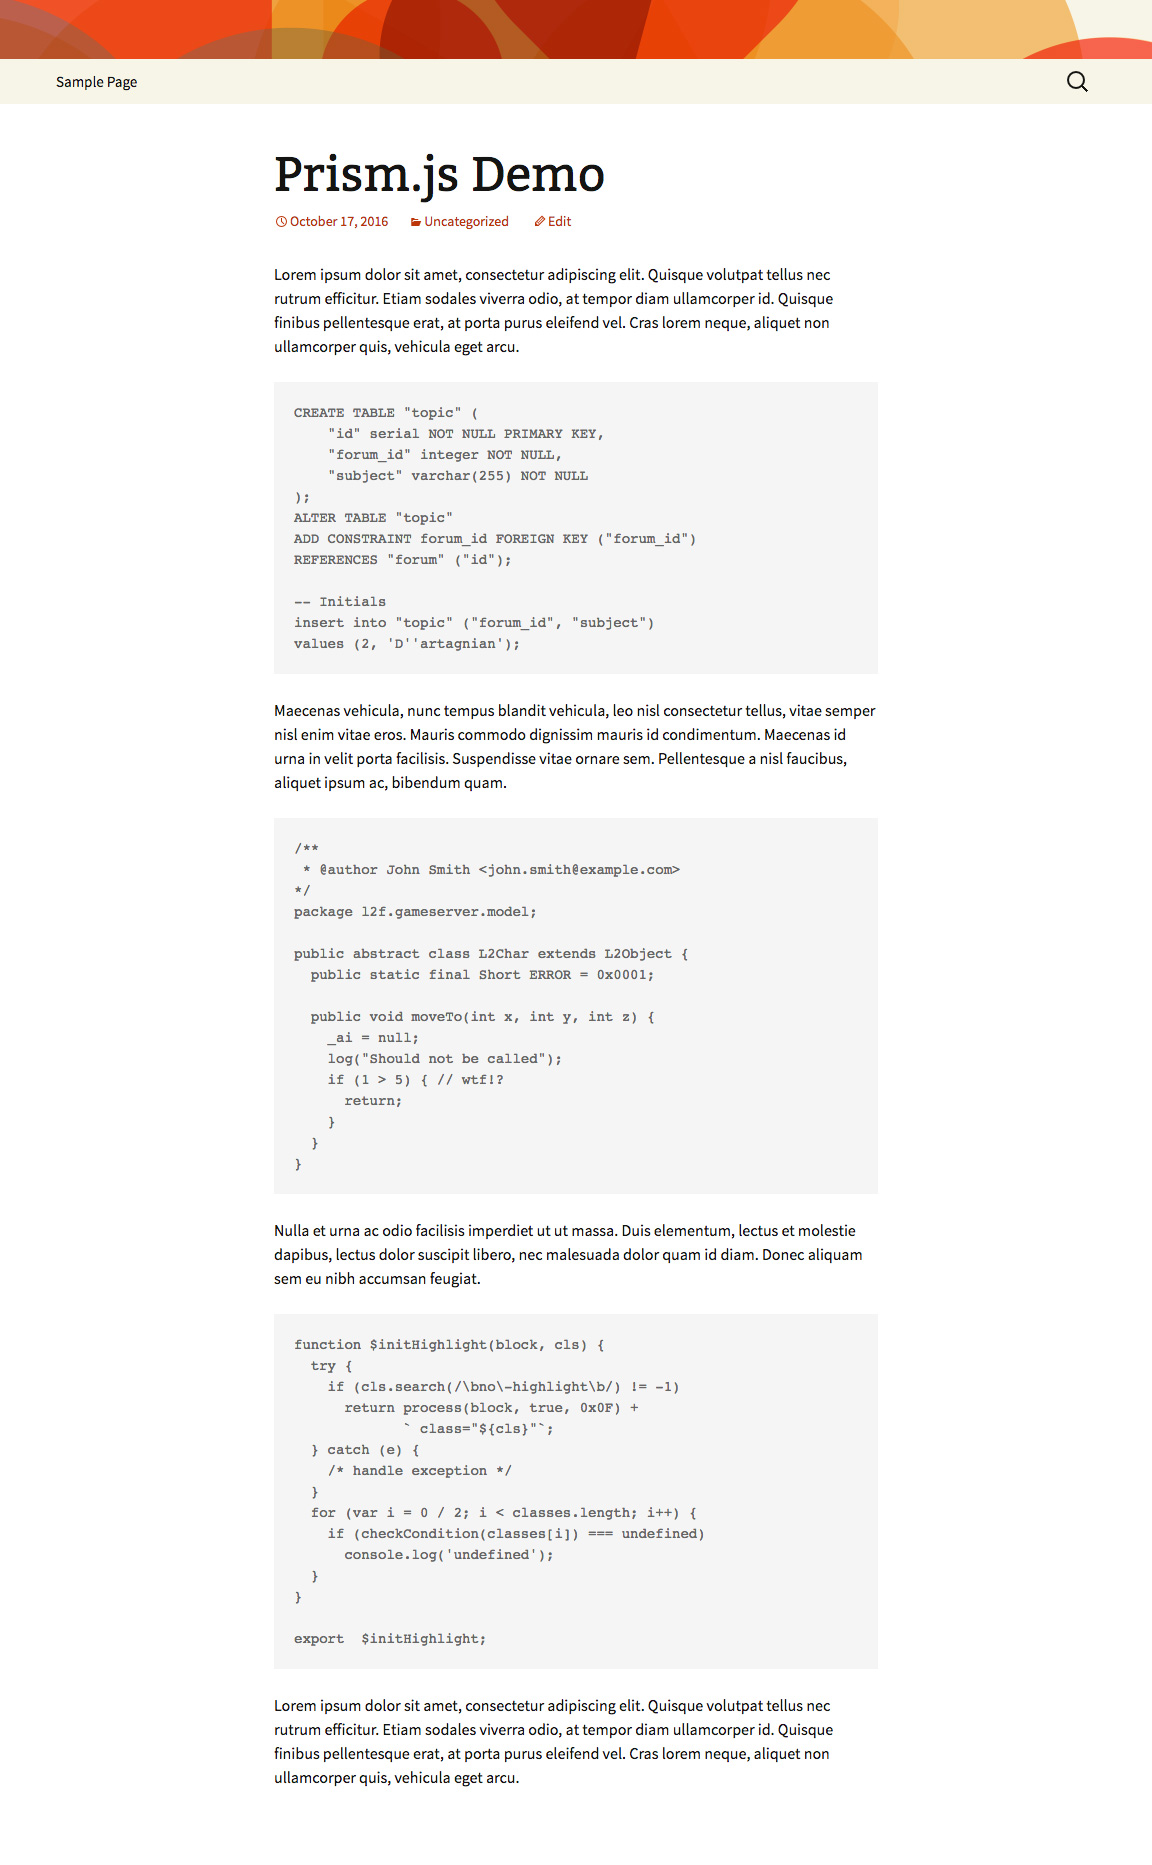 Sample Page
Prism.js Demo
October 17, 2016 Uncategorized Edit
Lorem ipsum dolor sit amet, consectetur adipiscing elit. Quisque volutpat tellus nec
rutrum efficitur. Etiam sodales viverra odio, at tempor diam ullamcorper id. Quisque
finibus pellentesque erat, at porta purus eleifend vel. Cras lorem neque, aliquet non
ullamcorper quis, vehicula eget arcu.
CREATE TABLE "topic" (
    "id" serial NOT NULL PRIMARY KEY,
    "forum_id" integer NOT NULL,
    "subject" varchar(255) NOT NULL
);
ALTER TABLE "topic"
ADD CONSTRAINT forum_id FOREIGN KEY ("forum_id")
REFERENCES "forum" ("id");

-- Initials
insert into "topic" ("forum_id", "subject")
values (2, 'D''artagnian');
Maecenas vehicula, nunc tempus blandit vehicula, leo nisl consectetur tellus, vitae semper
nisl enim vitae eros. Mauris commodo dignissim mauris id condimentum. Maecenas id
urna in velit porta facilisis. Suspendisse vitae ornare sem. Pellentesque a nisl faucibus,
aliquet ipsum ac, bibendum quam.
/**
 * @author John Smith <john.smith@example.com>
*/
package l2f.gameserver.model;

public abstract class L2Char extends L2Object {
  public static final Short ERROR = 0x0001;

  public void moveTo(int x, int y, int z) {
    _ai = null;
    log("Should not be called");
    if (1 > 5) { // wtf!?
      return;
    }
  }
}
Nulla et urna ac odio facilisis imperdiet ut ut massa. Duis elementum, lectus et molestie
dapibus, lectus dolor suscipit libero, nec malesuada dolor quam id diam. Donec aliquam
sem eu nibh accumsan feugiat.
function $initHighlight(block, cls) {
  try {
    if (cls.search(/\bno\-highlight\b/) != -1)
      return process(block, true, 0x0F) +
             ` class="${cls}"`;
  } catch (e) {
    /* handle exception */
  }
  for (var i = 0 / 2; i < classes.length; i++) {
    if (checkCondition(classes[i]) === undefined)
      console.log('undefined');
  }
}

export  $initHighlight;
Lorem ipsum dolor sit amet, consectetur adipiscing elit. Quisque volutpat tellus nec
rutrum efficitur. Etiam sodales viverra odio, at tempor diam ullamcorper id. Quisque
finibus pellentesque erat, at porta purus eleifend vel. Cras lorem neque, aliquet non
ullamcorper quis, vehicula eget arcu.